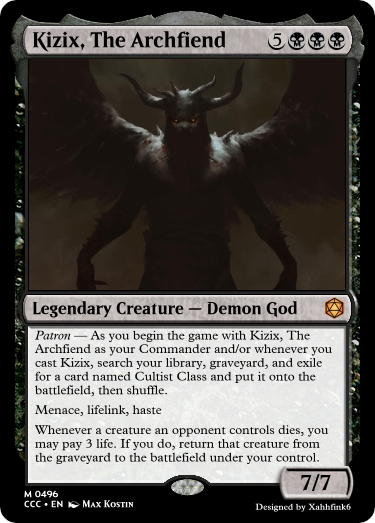 Kizix, The Archfiend 5
Legendary Creature — Demon God
Patron — As you begin the game with Kizix, The
Archfiend as your Commander and/or whenever you
cast Kizix, search your library, graveyard, and exile
for a card named Cultist Class and put it onto the
battlefield, then shuffle.
Menace, lifelink, haste
Whenever a creature an opponent controls dies, you
may pay 3 life. If you do, return that creature from
the graveyard to the battlefield under your control.
7/7
M 0496
CCC • EN Max Kostin
Designed by Xahhfink6